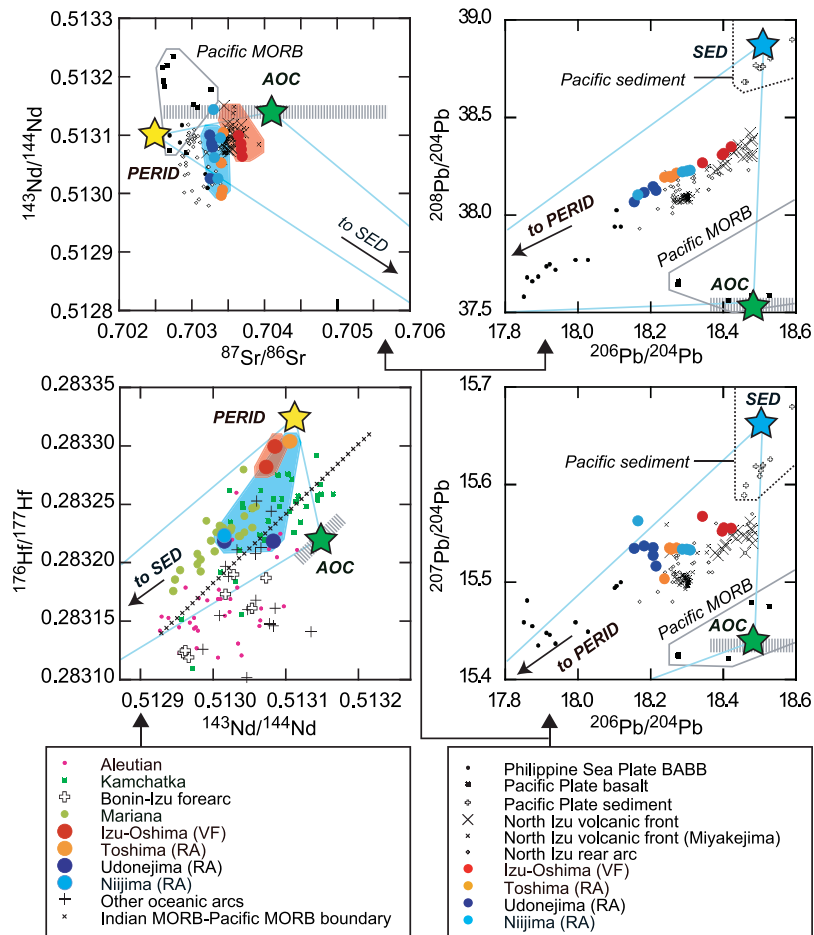 0.5133
0.5132
0.5131
0.5130
0.5129
0.5128
143Nd/144Nd
Pacific MORB
AOC
PERID
to SED
0.702 0.703 0.704 0.705 0.706
87Sr/86Sr
39.0
38.5
38.0
37.5
208Pb/204Pb
SED
Pacific sediment
to PERID
Pacific MORB
AOC
17.8 18.0 18.2 18.4 18.6
206Pb/204Pb
0.28335
0.28330
0.28325
0.28320
0.28315
0.28310
176Hf/177Hf
PERID
to SED
AOC
0.5129 0.5130 0.5131 0.5132
143Nd/144Nd
15.7
15.6
15.5
15.4
207Pb/204Pb
SED
Pacific sediment
Pacific MORB
AOC
to PERID
17.8 18.0 18.2 18.4 18.6
206Pb/204Pb
Aleutian
Kamchatka
Bonin-Izu forearc
Mariana
Izu-Oshima (VF)
Toshima (RA)
Udonejima (RA)
Niijima (RA)
Other oceanic arcs
Indian MORB-Pacific MORB boundary
Philippine Sea Plate BABB
Pacific Plate basalt
Pacific Plate sediment
North Izu volcanic front
North Izu volcanic front (Miyakejima)
North Izu rear arc
Izu-Oshima (VF)
Toshima (RA)
Udonejima (RA)
Niijima (RA)